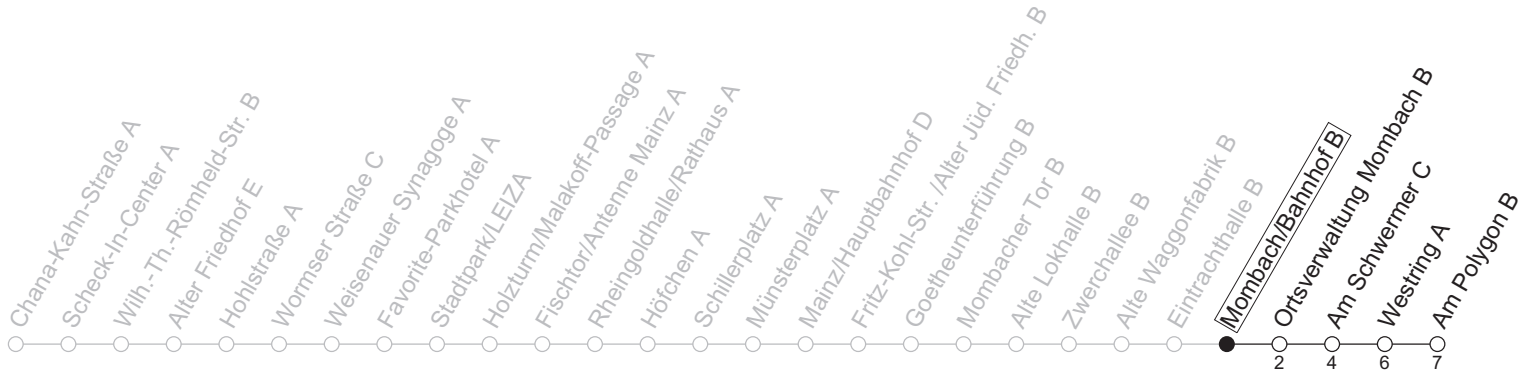 Chana-Kahn-Straße A
Scheck-In-Center A
Wilh.-Th.-Römheld-Str. B
Alter Friedhof E
Hohlstraße A
Wormser Straße C
Weisenauer Synagoge A
Favorite-Parkhotel A
Stadtpark/LEIZA
Holzturm/Malakoff-Passage A
Fischtor/Antenne Mainz A
Rheingoldhalle/Rathaus A
Höfchen A
Schillerplatz A
Münsterplatz A
Mainz/Hauptbahnhof D
Fritz-Kohl-Str. /Alter Jüd. Friedh. B
Goetheunterführung B
Mombacher Tor B
Alte Lokhalle B
Zwerchallee B
Alte Waggonfabrik B
Eintrachthalle B
Mombach/Bahnhof B
Ortsverwaltung Mombach B
Am Schwermer C
Westring A
Am Polygon B
2 4 6 7